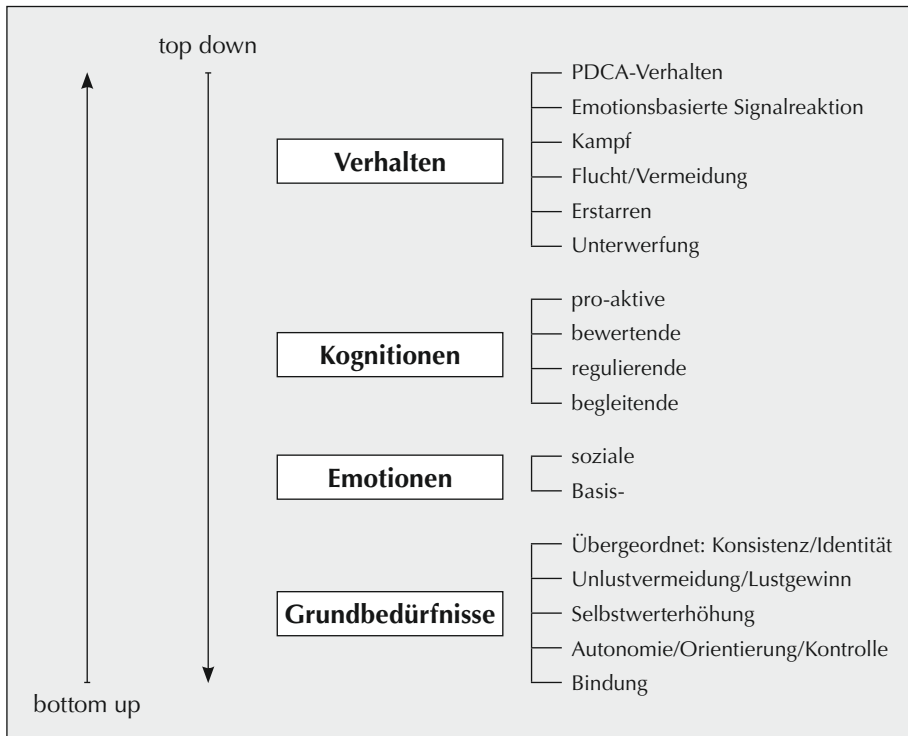 top down
Verhalten
PDCA-Verhalten
Emotionsbasierte Signalreaktion
Kampf
Flucht/Vermeidung
Erstarren
Unterwerfung
Kognitionen
pro-aktive
bewertende
regulierende
begleitende
Emotionen
soziale
Basis-
Grundbedürfnisse
Übergeordnet: Konsistenz/Identität
Unlustvermeidung/Lustgewinn
Selbstwerterhöhung
Autonomie/Orientierung/Kontrolle
Bindung
bottom up